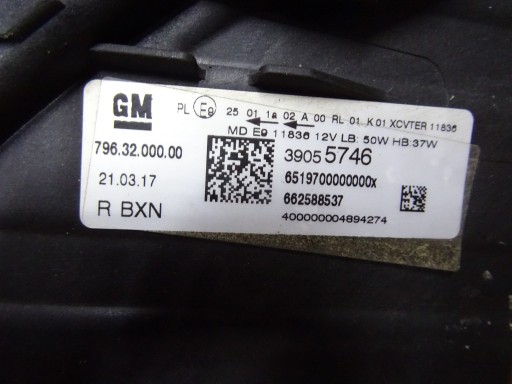 GM
PL E9 25 01 1a 02 A 00 RL 01 K 01 XCVTER 11836
MD E9 11836 12V LB: 50W HB:37W
796.32.000.00
39055746
21.03.17
6519700000000x
662588537
R BXN
400000004894274